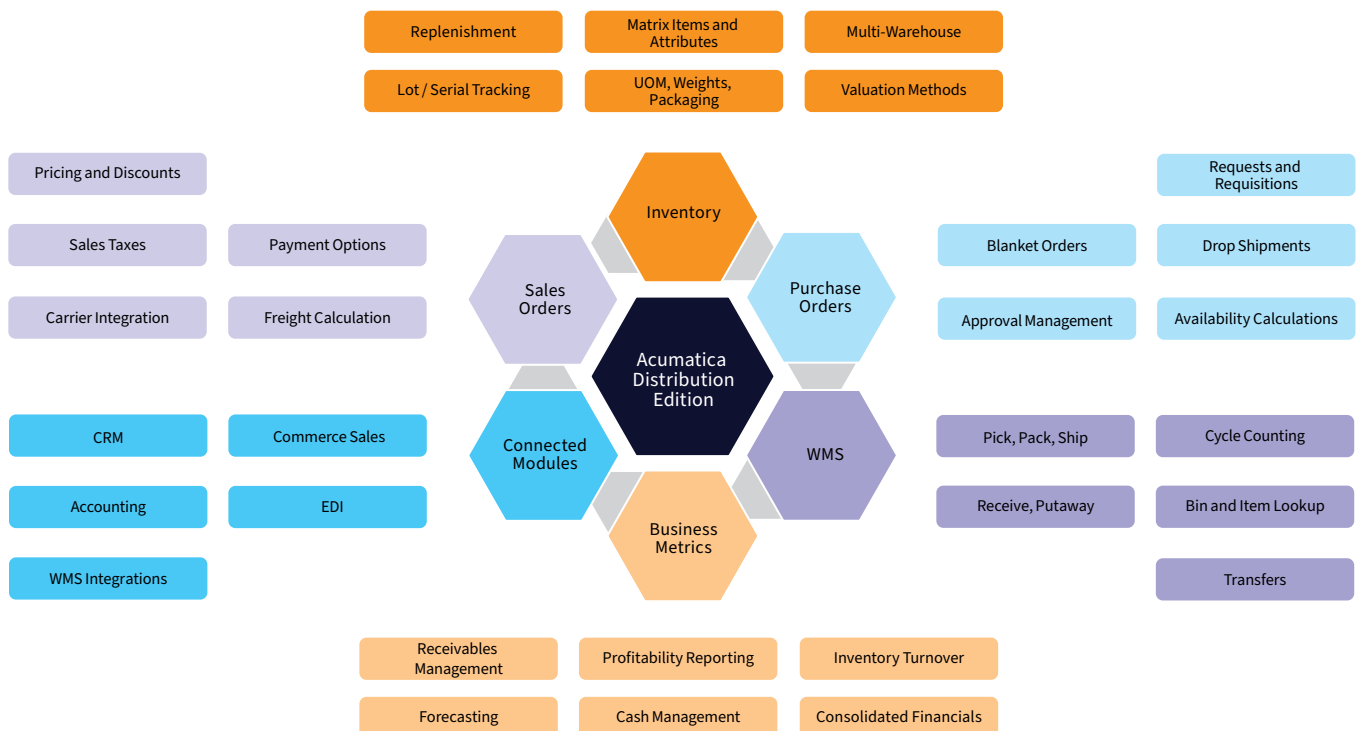 Replenishment
Matrix Items and
Attributes
Multi-Warehouse
Lot / Serial Tracking
UOM, Weights,
Packaging
Valuation Methods
Pricing and Discounts
Sales Taxes
Payment Options
Carrier Integration
Freight Calculation
Inventory
Sales
Orders
Purchase
Orders
Acumatica
Distribution
Edition
Connected
Modules
WMS
Business
Metrics
Requests and
Requisitions
Blanket Orders
Drop Shipments
Approval Management
Availability Calculations
CRM
Commerce Sales
Accounting
EDI
WMS Integrations
Pick, Pack, Ship
Cycle Counting
Receive, Putaway
Bin and Item Lookup
Transfers
Receivables
Management
Profitability Reporting
Inventory Turnover
Forecasting
Cash Management
Consolidated Financials